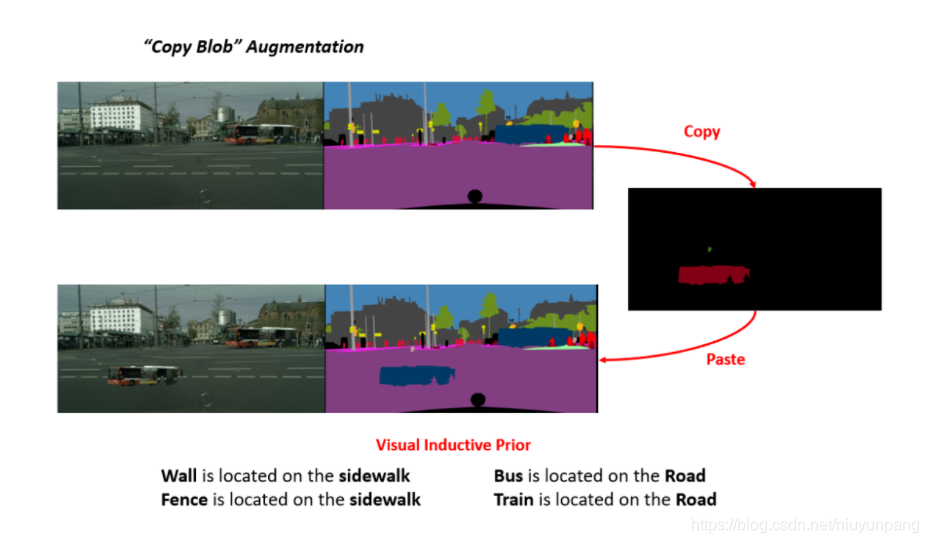 “Copy Blob” Augmentation
Copy
Paste
Visual Inductive Prior
Wall is located on the sidewalk
Bus is located on the Road
Fence is located on the sidewalk
Train is located on the Road
https://blog.csdn.net/niuyunpang